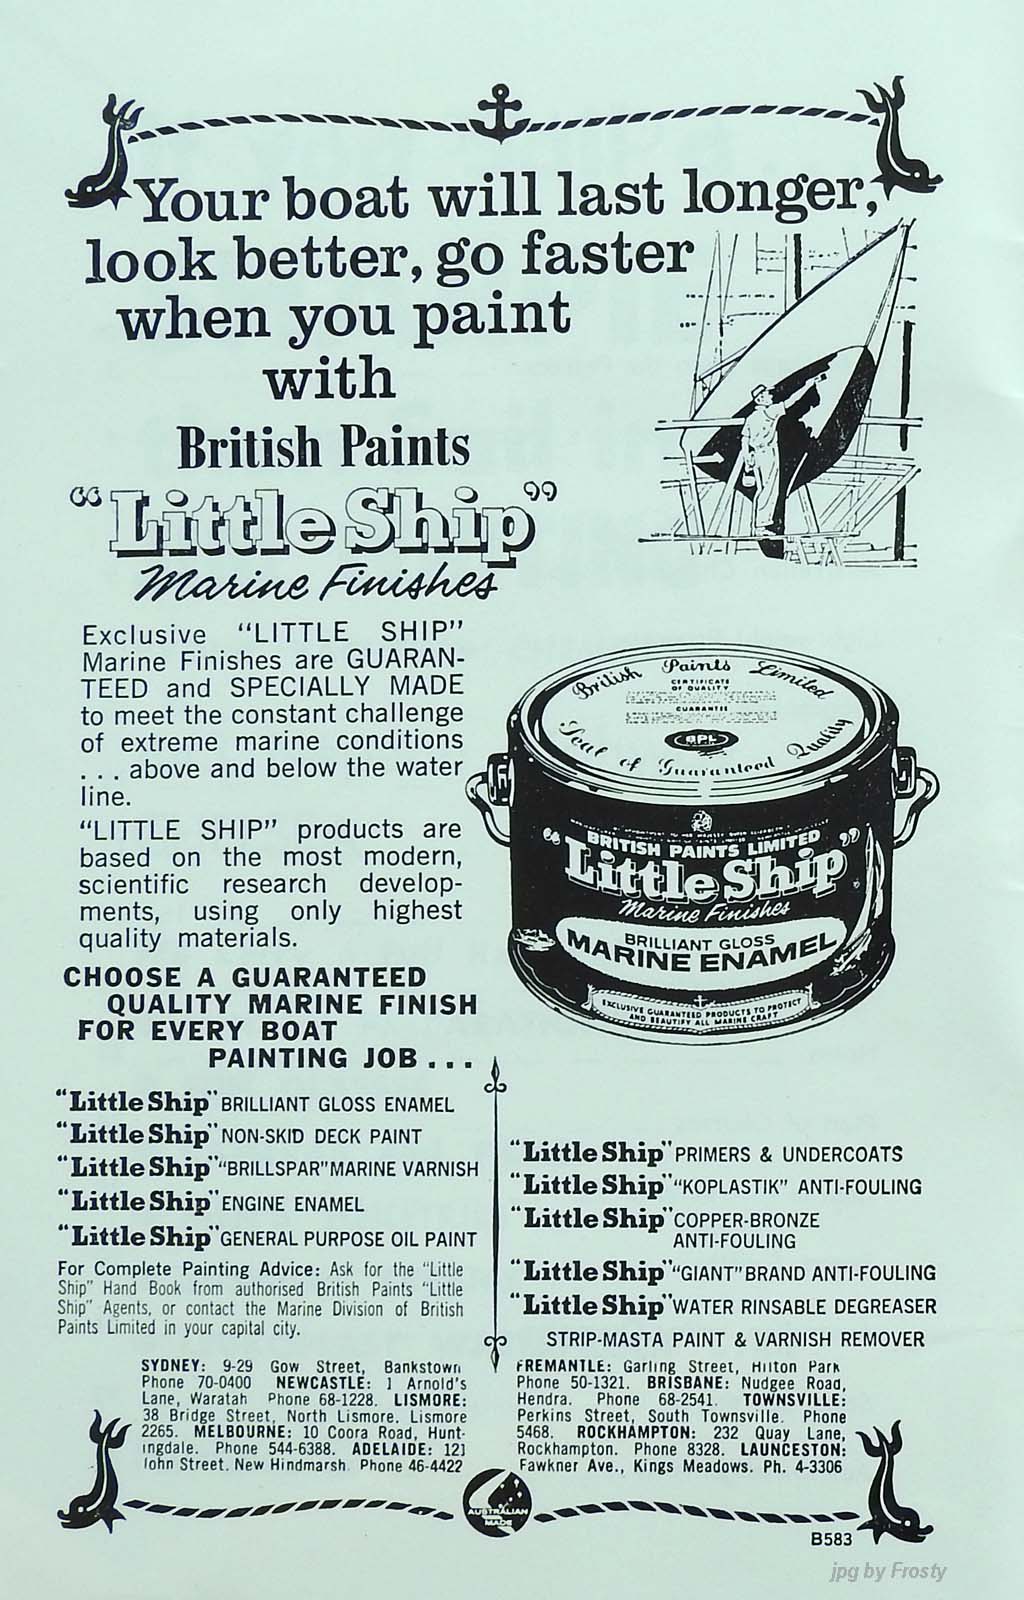 Your boat will last longer,
look better, go faster
when you paint
with
British Paints
"Little Ship"
Marine Finishes
Exclusive "LITTLE SHIP"
Marine Finishes are GUARAN-
TEED and SPECIALLY MADE
to meet the constant challenge
of extreme marine conditions
. . . above and below the water
line.
"LITTLE SHIP" products are
based on the most modern,
scientific research develop-
ments, using only highest
quality materials.
British Paints Limited
CERTIFICATE
OF QUALITY
GUARANTEE
BPL
Seal of Guaranteed Quality
BRITISH PAINTS LIMITED
"Little Ship"
Marine Finishes
BRILLIANT GLOSS
MARINE ENAMEL
EXCLUSIVE GUARANTEED PRODUCTS TO PROTECT
AND BEAUTIFY ALL MARINE CRAFT
CHOOSE A GUARANTEED
QUALITY MARINE FINISH
FOR EVERY BOAT
PAINTING JOB . . .
"Little Ship" BRILLIANT GLOSS ENAMEL
"Little Ship" NON-SKID DECK PAINT
"Little Ship" "BRILLSPAR" MARINE VARNISH
"Little Ship" ENGINE ENAMEL
"Little Ship" GENERAL PURPOSE OIL PAINT
For Complete Painting Advice: Ask for the "Little
Ship" Hand Book from authorised British Paints "Little
Ship" Agents, or contact the Marine Division of British
Paints Limited in your capital city.
"Little Ship" PRIMERS & UNDERCOATS
"Little Ship" "KOPLASTIK" ANTI-FOULING
"Little Ship" COPPER-BRONZE
ANTI-FOULING
"Little Ship" "GIANT" BRAND ANTI-FOULING
"Little Ship" WATER RINSABLE DEGREASER
STRIP-MASTA PAINT & VARNISH REMOVER
SYDNEY: 9-29 Gow Street, Bankstown
Phone 70-0400 NEWCASTLE: 1 Arnold's
Lane, Waratah Phone 68-1228. LISMORE:
38 Bridge Street, North Lismore. Lismore
2265. MELBOURNE: 10 Coora Road, Hunt-
ingdale. Phone 544-6388. ADELAIDE: 121
John Street. New Hindmarsh. Phone 46-4422
FREMANTLE: Garling Street, Hilton Park
Phone 50-1321. BRISBANE: Nudgee Road,
Hendra. Phone 68-2541. TOWNSVILLE:
Perkins Street, South Townsville. Phone
5468. ROCKHAMPTON: 232 Quay Lane,
Rockhampton. Phone 8328. LAUNCESTON:
Fawkner Ave., Kings Meadows. Ph. 4-3306
AUSTRALIAN
MADE
B583
jpg by Frosty